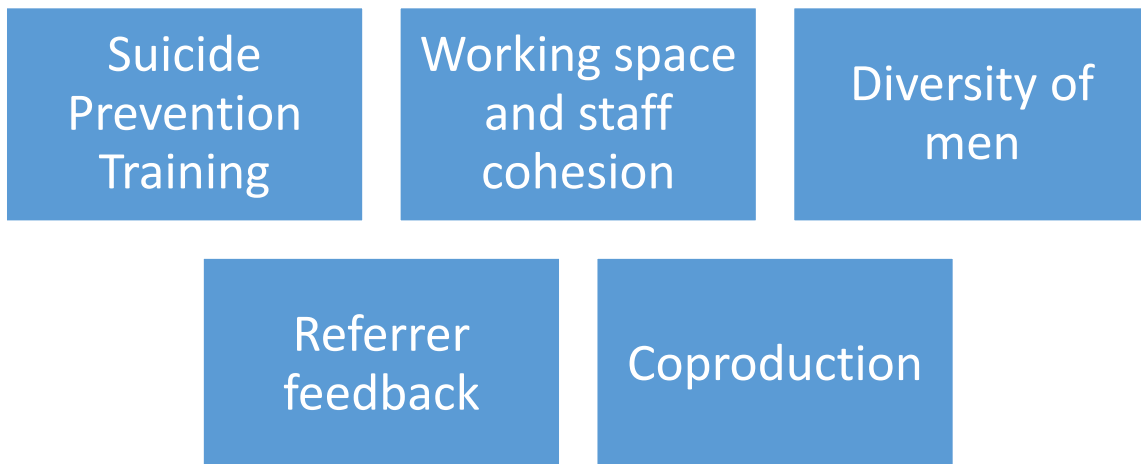 Suicide
Prevention
Training
Working space
and staff
cohesion
Diversity of
men
Referrer
feedback
Coproduction